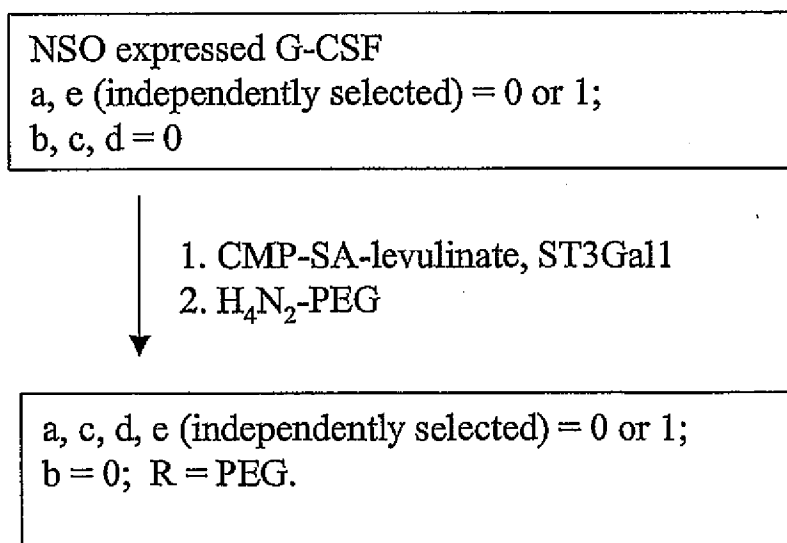 NSO expressed G-CSF
a, e (independently selected) = 0 or 1;
b, c, d = 0
1. CMP-SA-levulinate, ST3Gal1
2. H₄N₂-PEG
a, c, d, e (independently selected) = 0 or 1;
b = 0; R = PEG.